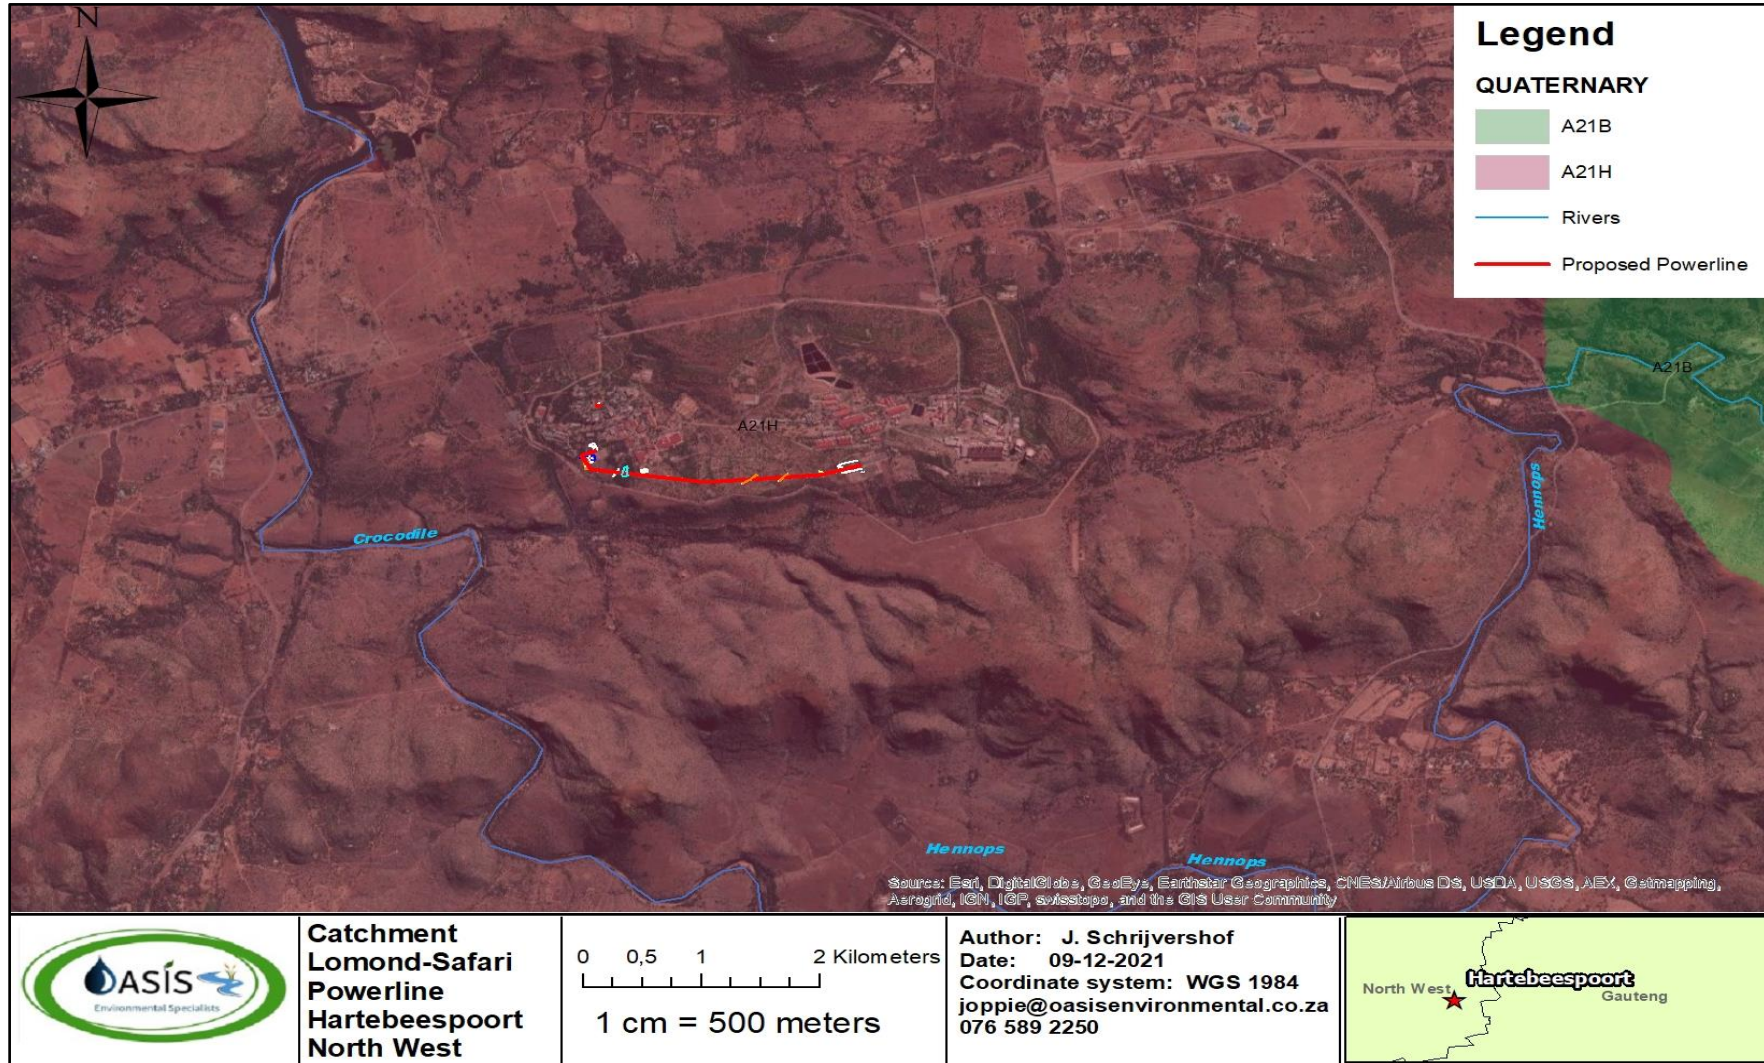 N
Legend
QUATERNARY
A21B
A21H
Rivers
Proposed Powerline
A21B
A21H
Hennops
Crocodile
Hennops
Hennops
Source: Esri, DigitalGlobe, GeoEye, Earthstar Geographics, CNES/Airbus DS, USDA, USGS, AEX, Getmapping,
Aerogrid, IGN, IGP, swisstopo, and the GIS User Community
OASIS
Environmental Specialists
Catchment
Lomond-Safari
Powerline
Hartebeespoort
North West
0 0,5 1 2 Kilometers
1 cm = 500 meters
Author: J. Schrijvershof
Date: 09-12-2021
Coordinate system: WGS 1984
joppie@oasisenvironmental.co.za
076 589 2250
Hartebeespoort
North West
Gauteng